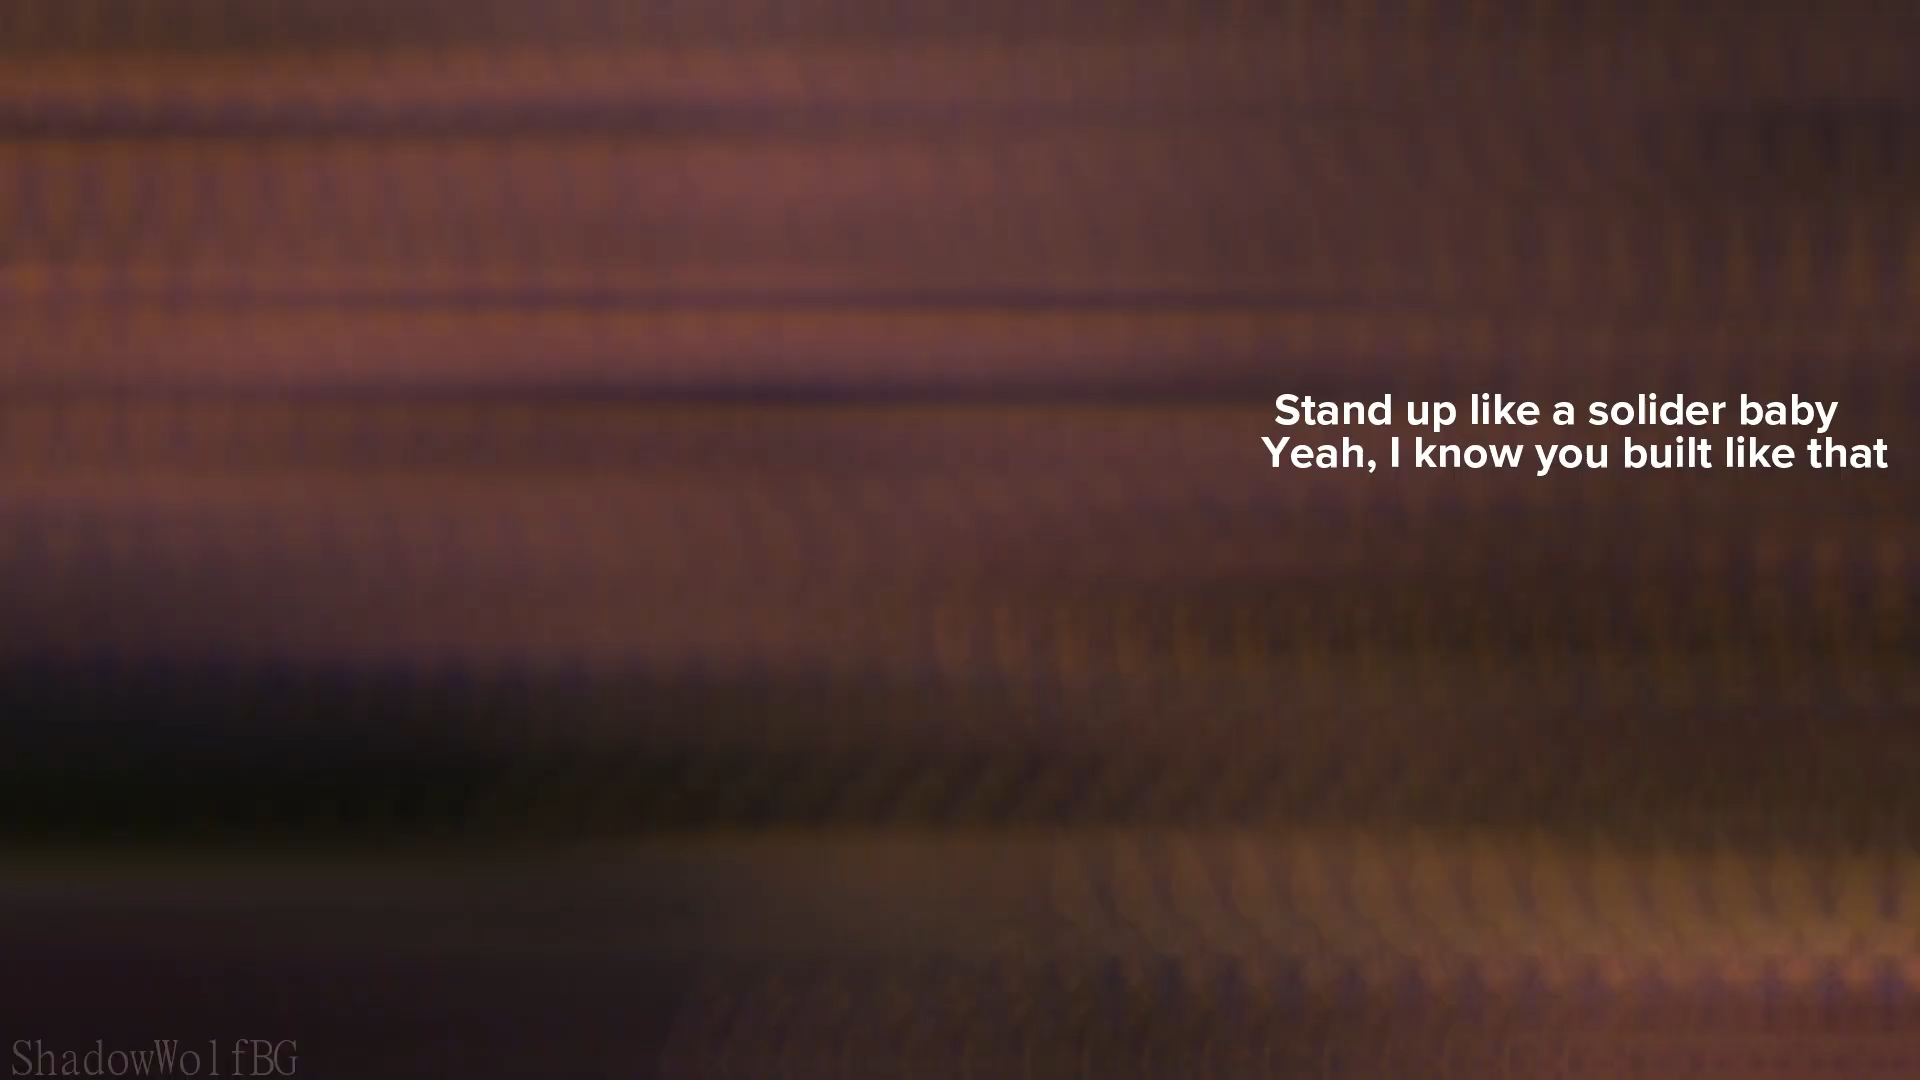 Stand up like a solider baby
Yeah, I know you built like that
ShadowWolfBG